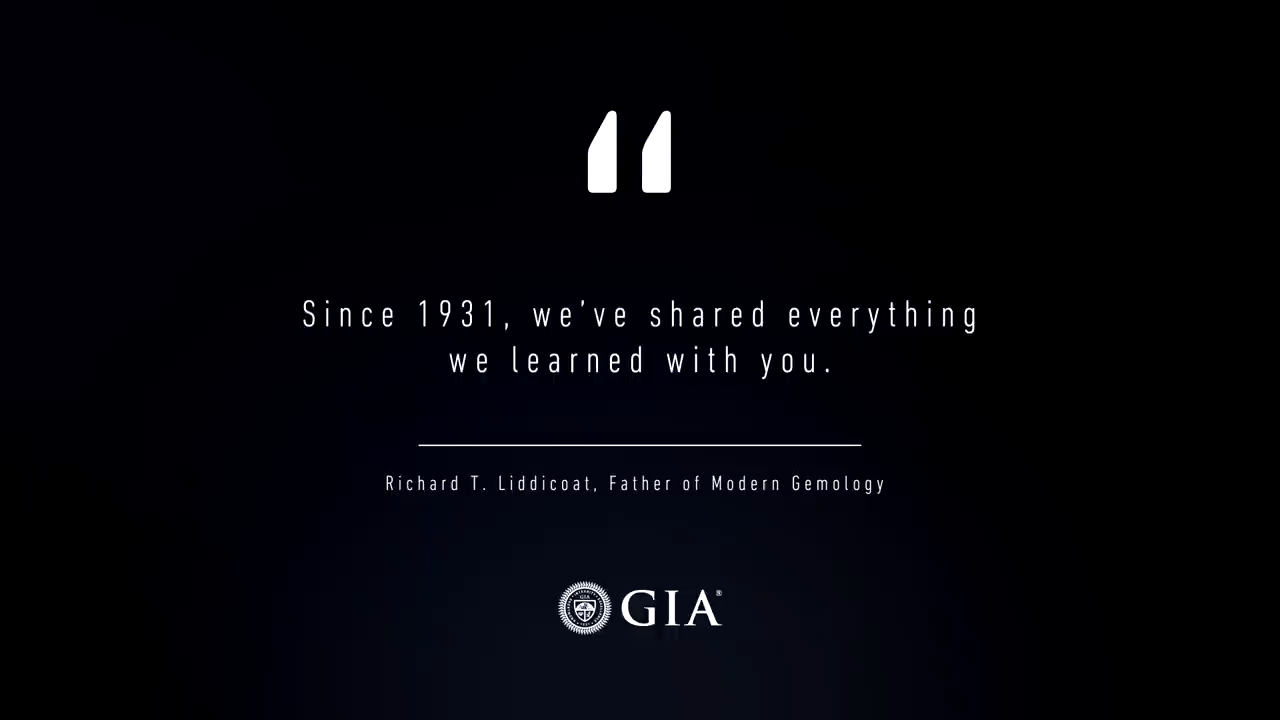 “
Since 1931, we’ve shared everything
we learned with you.
Richard T. Liddicoat, Father of Modern Gemology
GIA®